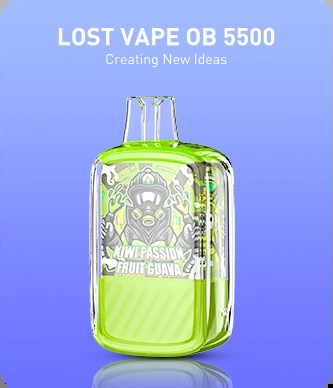 LOST VAPE OB 5500
Creating New Ideas
KIWI PASSION
FRUIT GUAVA